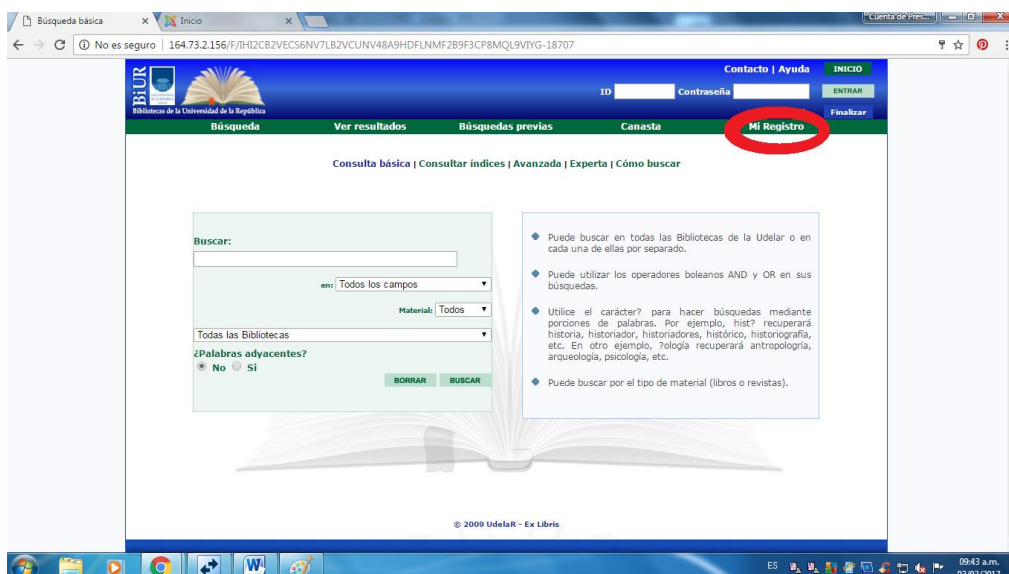 Búsqueda básica
Inicio
Cuenta de Pres...
No es seguro | 164.73.2.156/F/IHI2CB2VECS6NV7LB2VCUNV48A9HDFLNMF2B9F3CP8MQL9VIYG-18707
BiUR
Bibliotecas de la Universidad de la República
Contacto | Ayuda
INICIO
ID
Contraseña
ENTRAR
Finalizar
Búsqueda Ver resultados Búsquedas previas Canasta Mi Registro
Consulta básica | Consultar índices | Avanzada | Experta | Cómo buscar
Buscar:
en: Todos los campos
Material: Todos
Todas las Bibliotecas
¿Palabras adyacentes?
No Si
BORRAR BUSCAR
Puede buscar en todas las Bibliotecas de la Udelar o en
cada una de ellas por separado.
Puede utilizar los operadores boleanos AND y OR en sus
búsquedas.
Utilice el carácter? para hacer búsquedas mediante
porciones de palabras. Por ejemplo, hist? recuperará
historia, historiador, historiadores, histórico, historiografía,
etc. En otro ejemplo, ?ología recuperará antropología,
arqueología, psicología, etc.
Puede buscar por el tipo de material (libros o revistas).
© 2009 UdelaR - Ex Libris
ES
09:43 a.m.